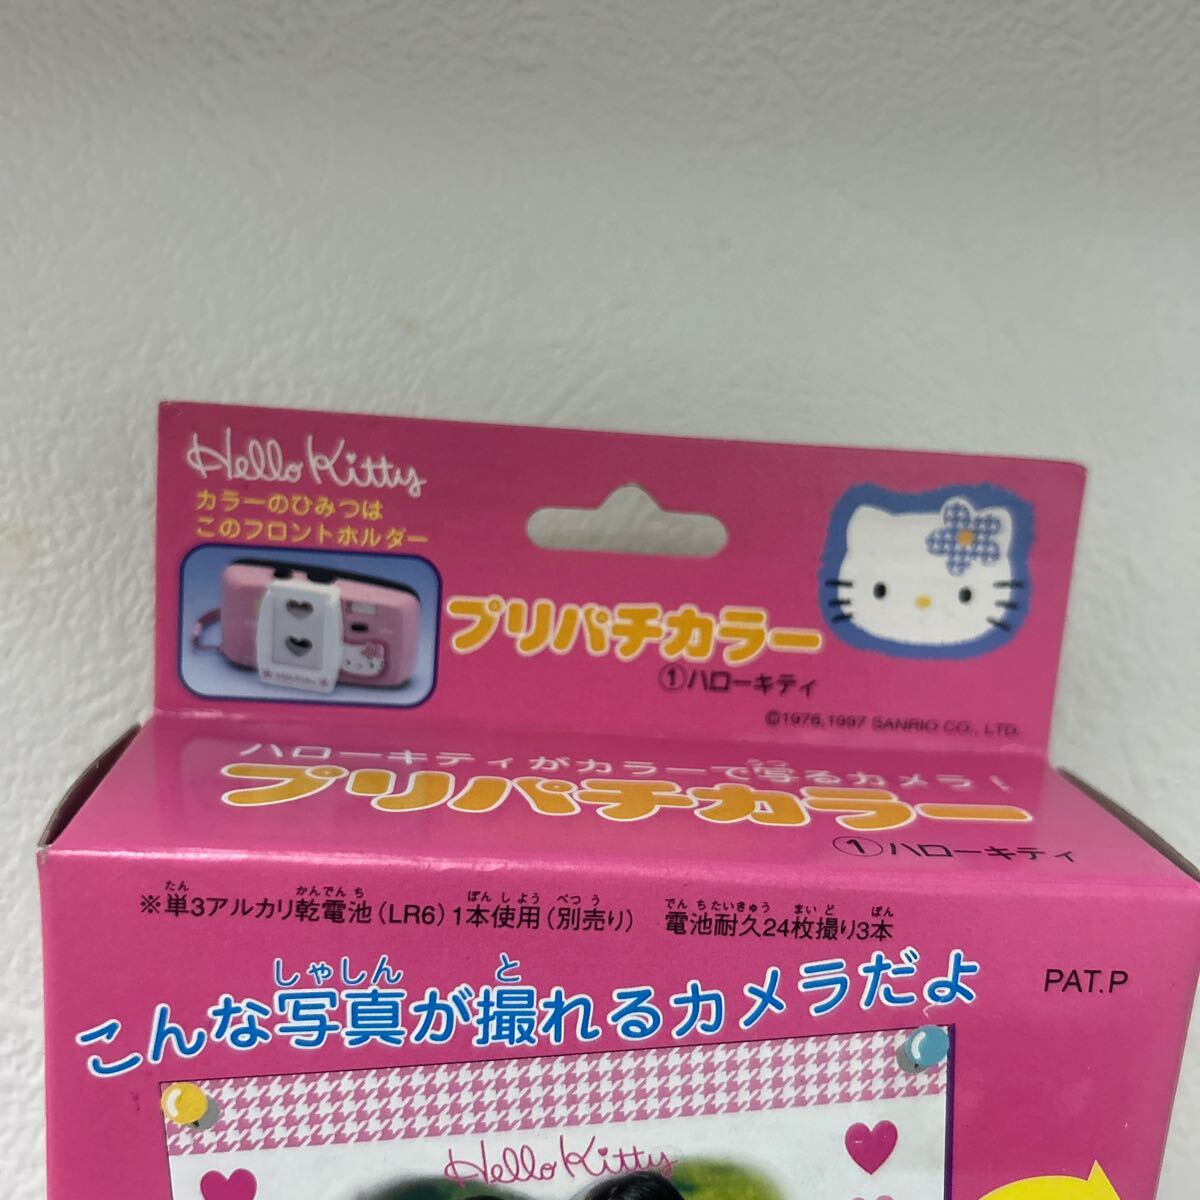 Hello Kitty
カラーのひみつは
このフロントホルダー
プリパチカラー
①ハローキティ
©1976,1997 SANRIO CO., LTD.
ハローキティがカラーで写るカメラ!
プリパチカラー
①ハローキティ
※単3アルカリ乾電池(LR6)1本使用(別売り) 電池耐久24枚撮り3本
こんな写真が撮れるカメラだよ
PAT.P
Hello Kitty